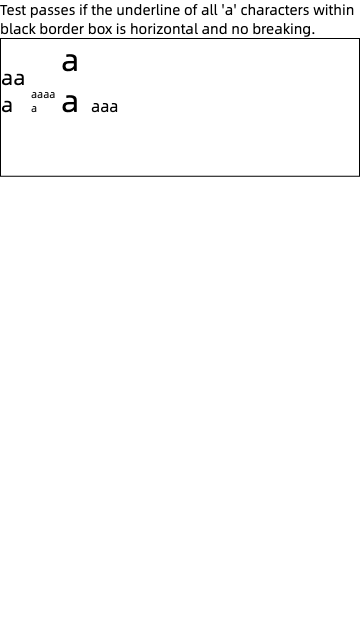 Test passes if the underline of all 'a' characters within
black border box is horizontal and no breaking.
a
aa
aaaa
a a a aaa